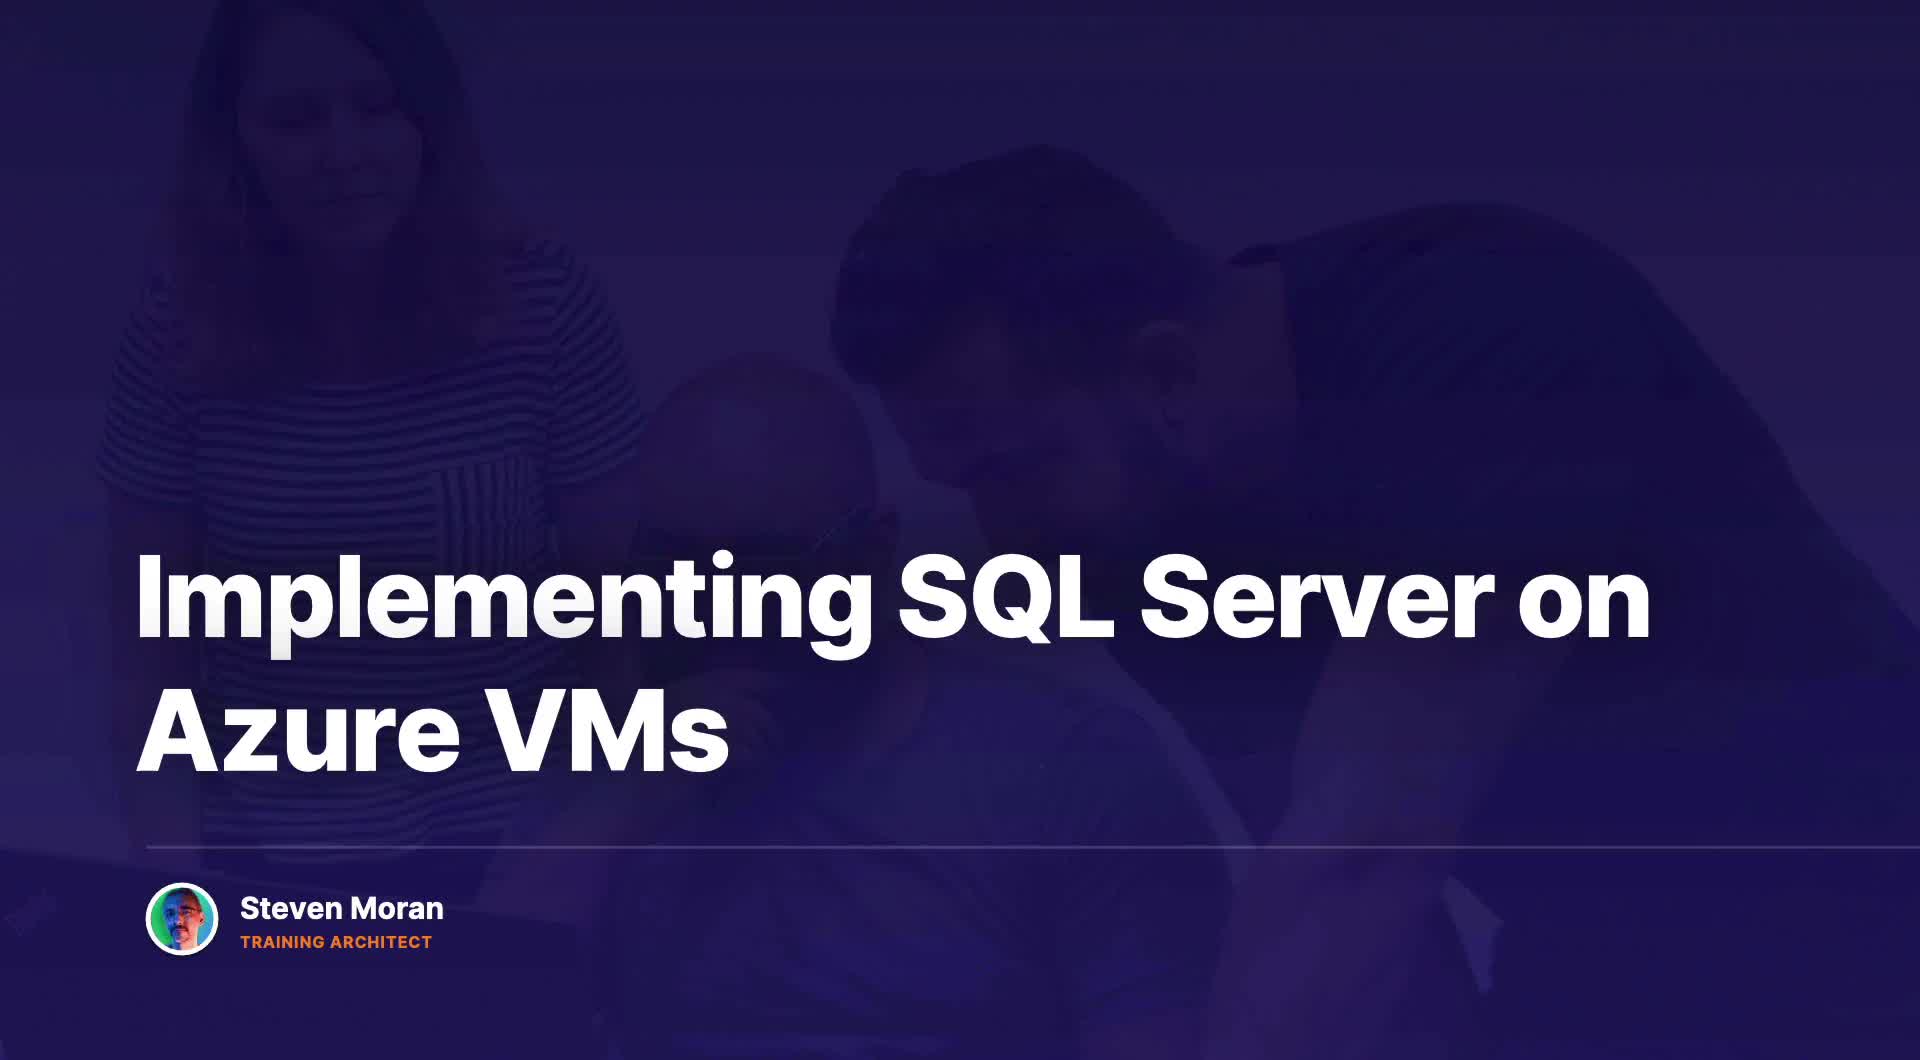 Implementing SQL Server on
Azure VMs
Steven Moran
TRAINING ARCHITECT